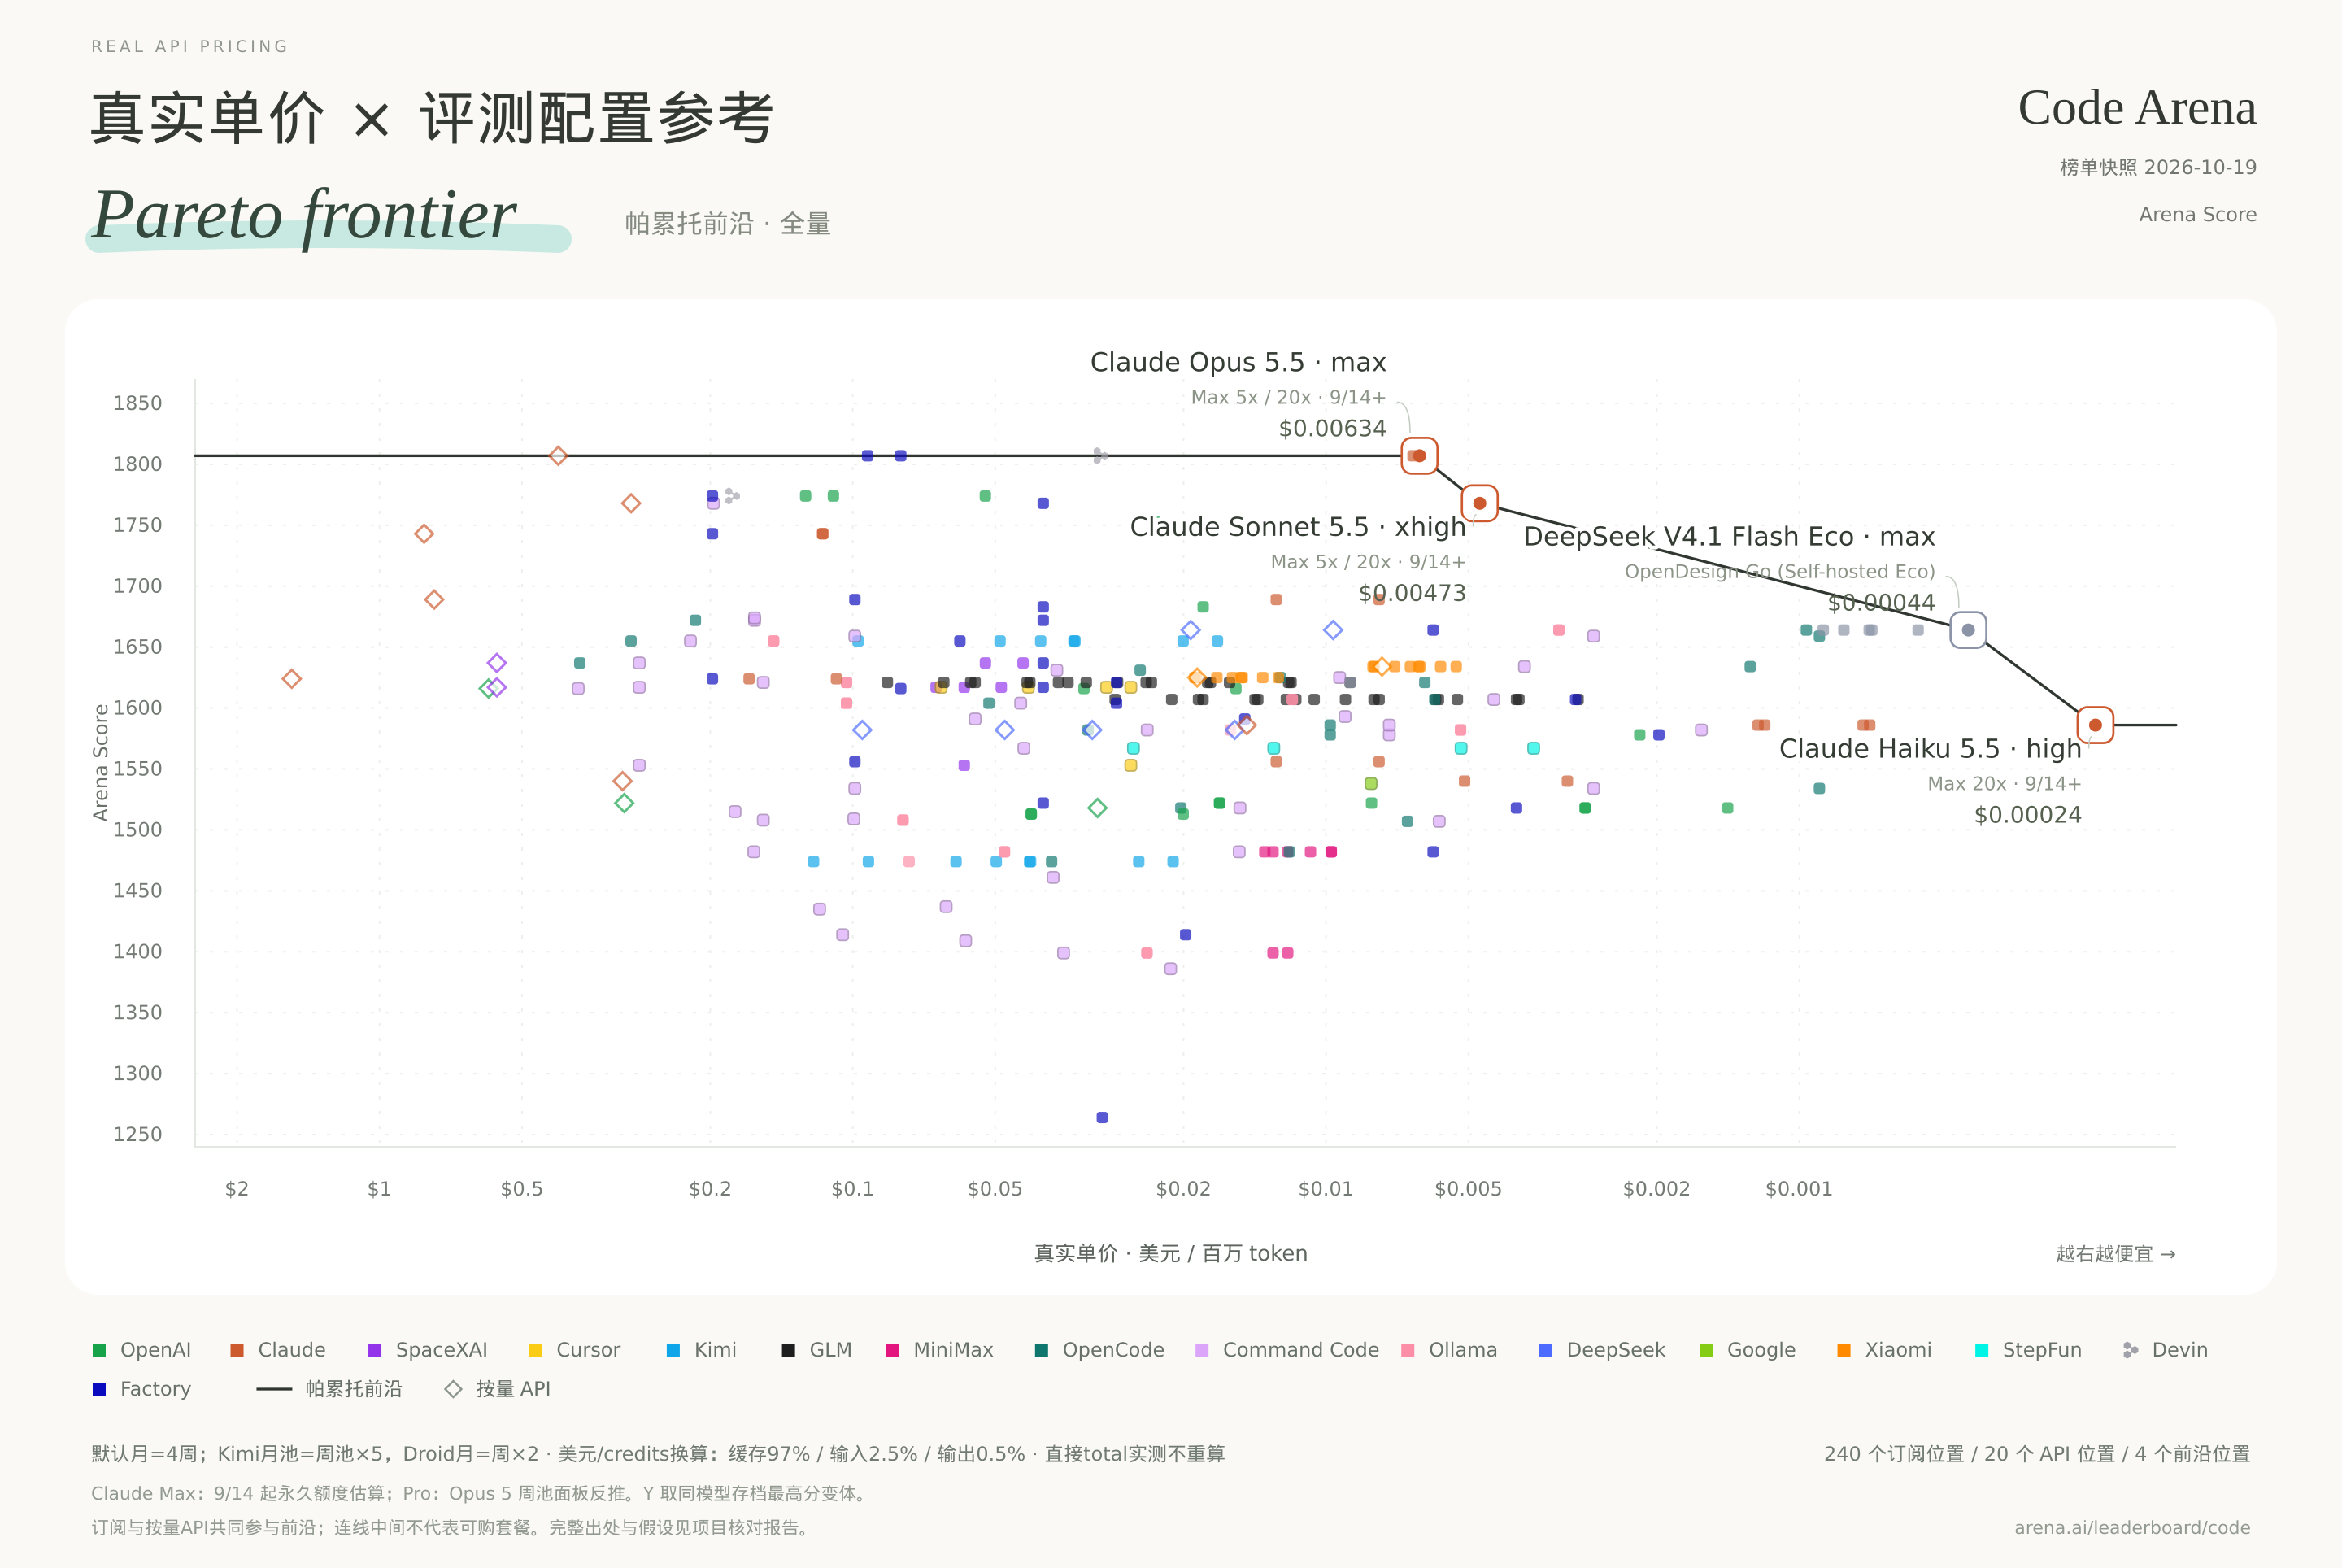 REAL API PRICING
真实单价 × 评测配置参考
Pareto frontier
帕累托前沿 · 全量
Code Arena
榜单快照 2026-10-19
Arena Score
Claude Opus 5.5 · max
Max 5x / 20x · 9/14+
$0.00634
Claude Sonnet 5.5 · xhigh
Max 5x / 20x · 9/14+
$0.00473
DeepSeek V4.1 Flash Eco · max
OpenDesign Go (Self-hosted Eco)
$0.00044
Claude Haiku 5.5 · high
Max 20x · 9/14+
$0.00024
Arena Score
1850
1800
1750
1700
1650
1600
1550
1500
1450
1400
1350
1300
1250
$2 $1 $0.5 $0.2 $0.1 $0.05 $0.02 $0.01 $0.005 $0.002 $0.001
真实单价 · 美元 / 百万 token
越右越便宜 →
OpenAI Claude SpaceXAI Cursor Kimi GLM MiniMax OpenCode Command Code Ollama DeepSeek Google Xiaomi StepFun Devin
Factory 帕累托前沿 按量 API
默认月=4周；Kimi月池=周池×5，Droid月=周×2 · 美元/credits换算：缓存97% / 输入2.5% / 输出0.5% · 直接total实测不重算
240 个订阅位置 / 20 个 API 位置 / 4 个前沿位置
Claude Max：9/14 起永久额度估算；Pro：Opus 5 周池面板反推。Y 取同模型存档最高分变体。
订阅与按量API共同参与前沿；连线中间不代表可购套餐。完整出处与假设见项目核对报告。
arena.ai/leaderboard/code